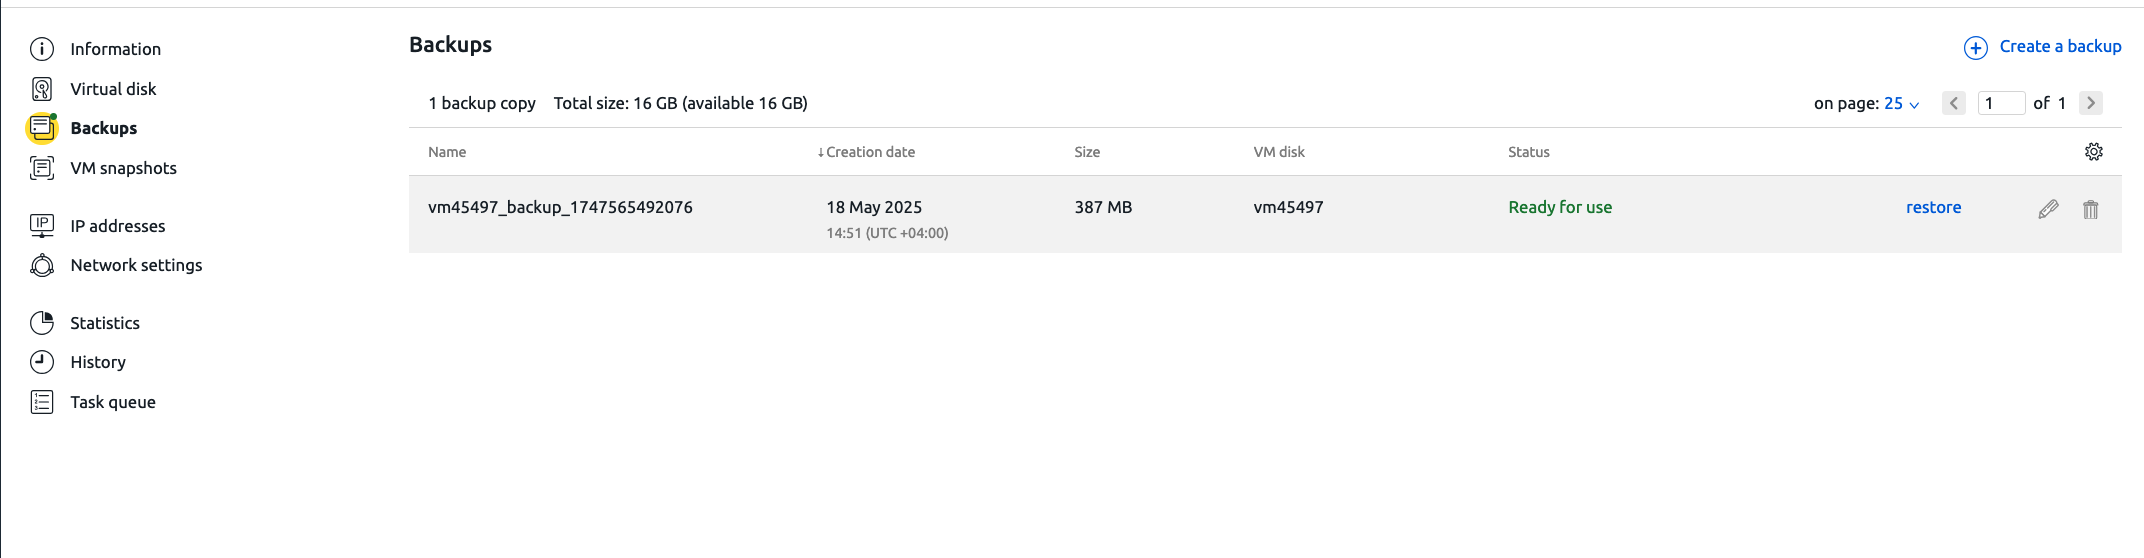 Information
Virtual disk
Backups
VM snapshots
IP
IP addresses
Network settings
Statistics
History
Task queue
Backups
Create a backup
1 backup copy Total size: 16 GB (available 16 GB)
on page: 25 1 of 1
Name ↓Creation date Size VM disk Status
vm45497_backup_1747565492076 18 May 2025 387 MB vm45497 Ready for use restore
14:51 (UTC +04:00)